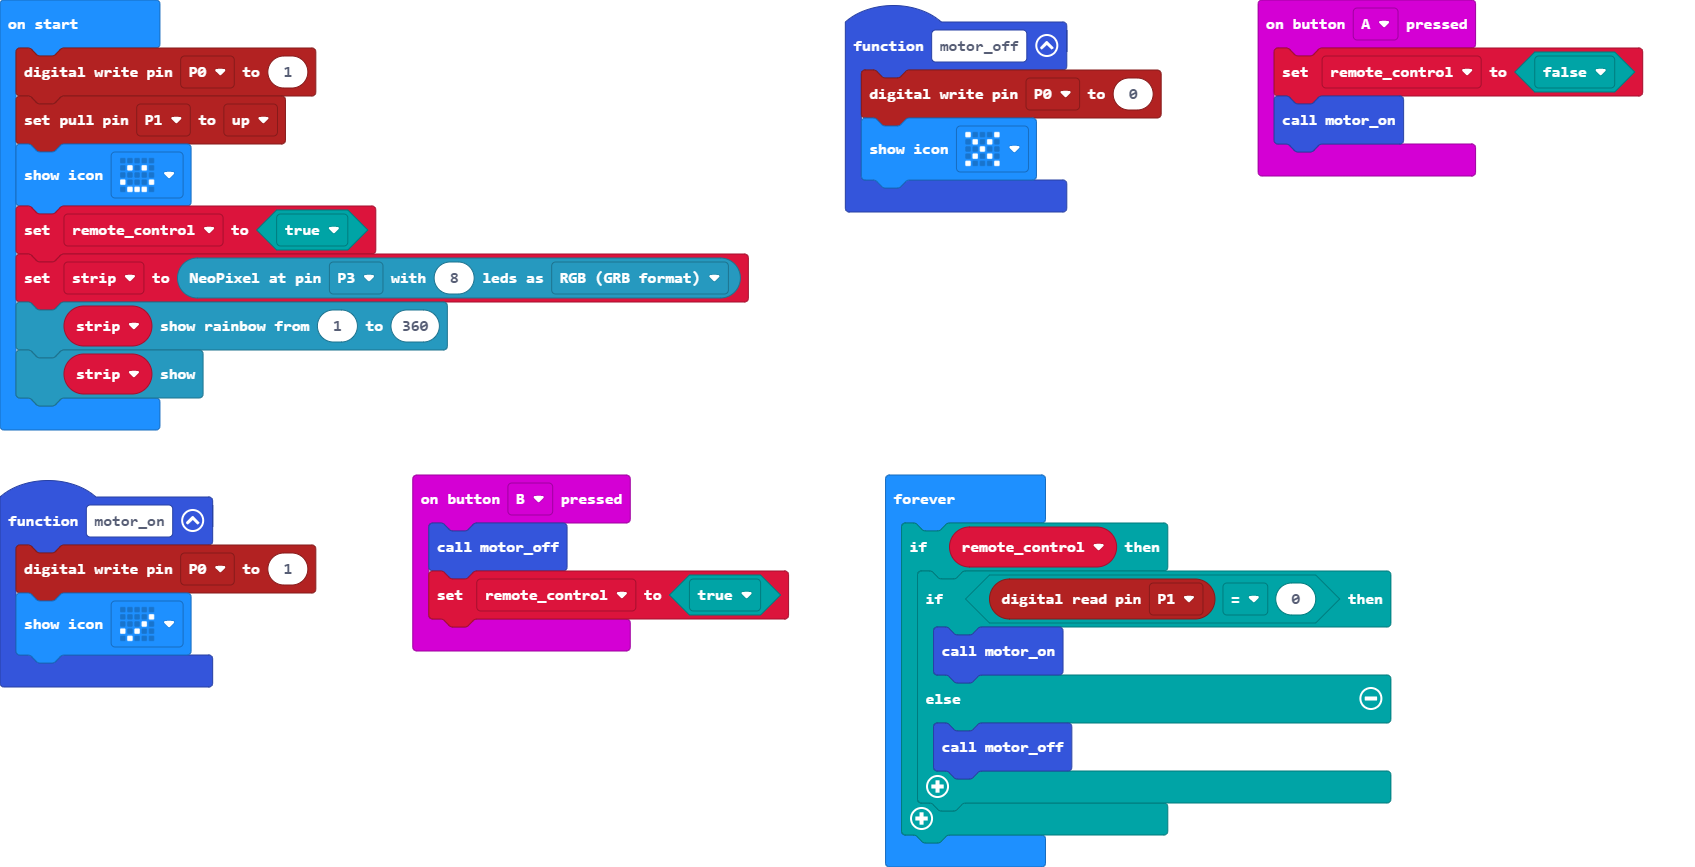 on start
digital write pin P0 to 1
set pull pin P1 to up
show icon
set remote_control to true
set strip to NeoPixel at pin P3 with 8 leds as RGB (GRB format)
strip show rainbow from 1 to 360
strip show
function motor_off
digital write pin P0 to 0
show icon
on button A pressed
set remote_control to false
call motor_on
function motor_on
digital write pin P0 to 1
show icon
on button B pressed
call motor_off
set remote_control to true
forever
if remote_control then
if digital read pin P1 = 0 then
call motor_on
else
call motor_off